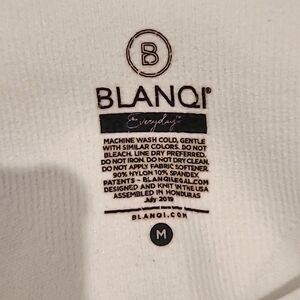 B
BLANQI®
Everyday™
MACHINE WASH COLD, GENTLE
WITH SIMILAR COLORS. DO NOT
BLEACH. LINE DRY PREFERRED.
DO NOT IRON. DO NOT DRY CLEAN.
DO NOT APPLY FABRIC SOFTENER.
90% NYLON 10% SPANDEX
PATENTS - BLANQILEGAL.COM
DESIGNED AND KNIT IN THE USA
ASSEMBLED IN HONDURAS
July 2019
BLANQI.COM
M